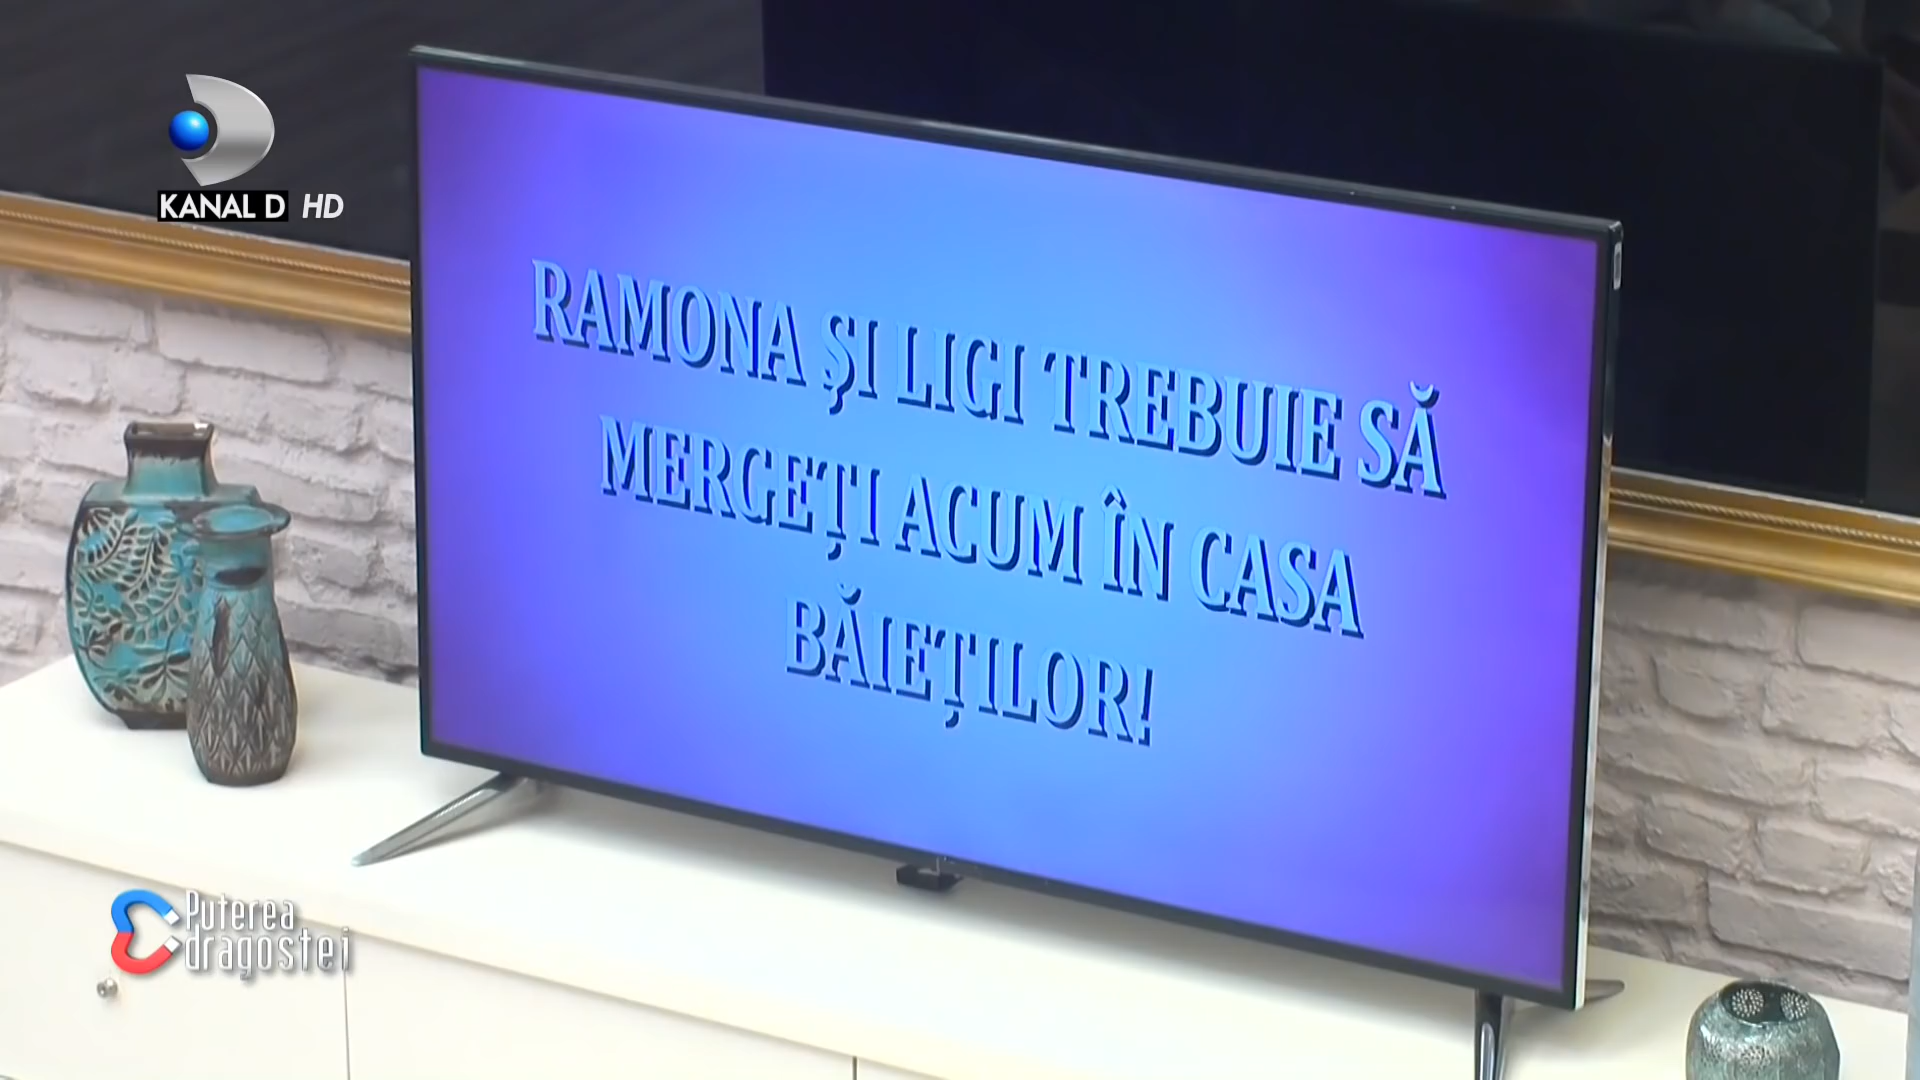 KANAL D HD
RAMONA ȘI LIGI TREBUIE SĂ
MERGEȚI ACUM ÎN CASA
BĂIEȚILOR!
Puterea
dragostei